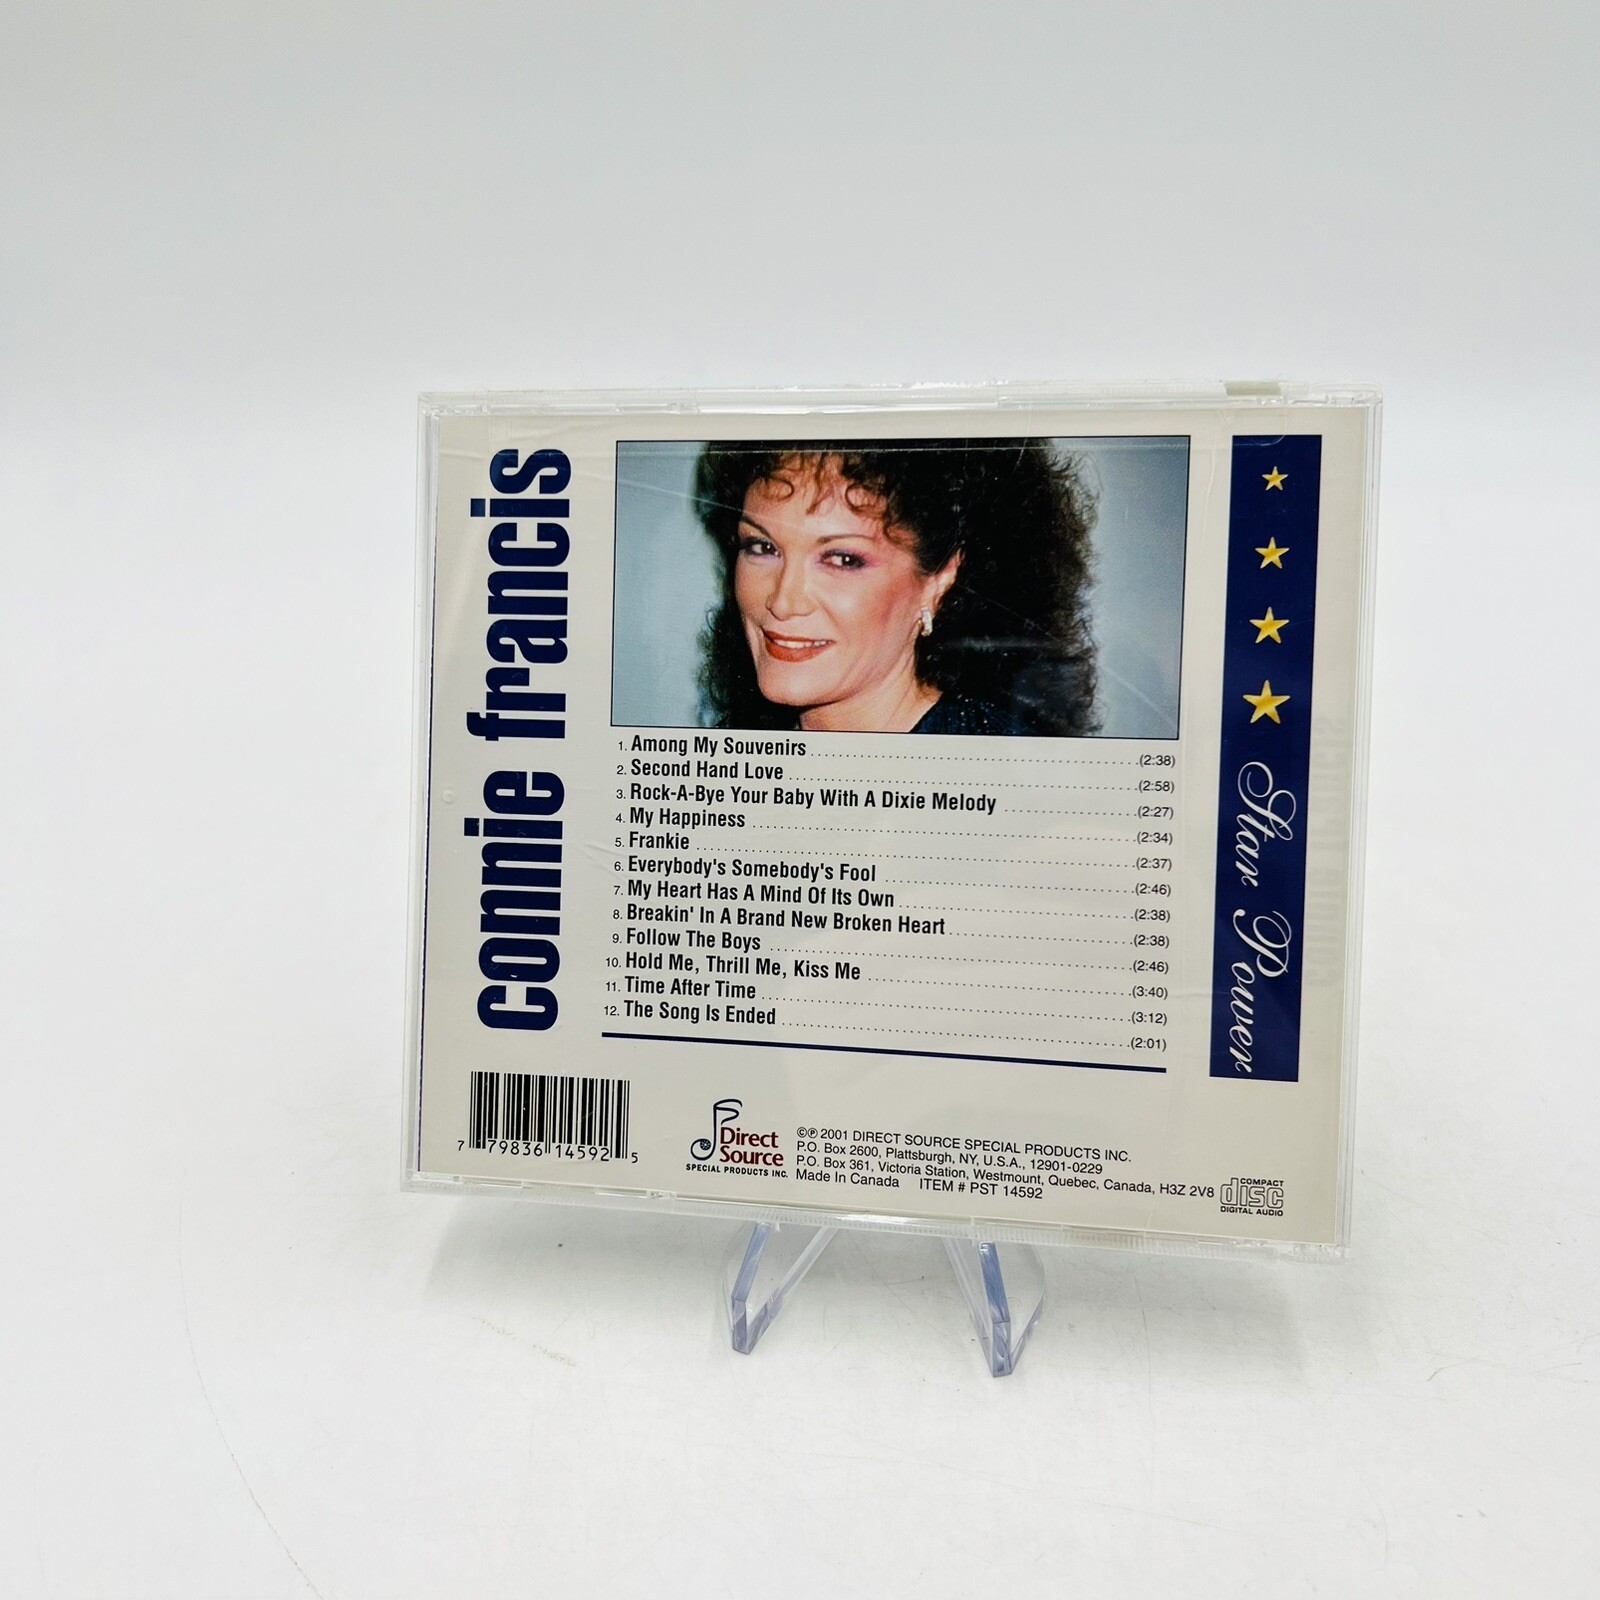 connie francis
1. Among My Souvenirs (2:38)
2. Second Hand Love (2:58)
3. Rock-A-Bye Your Baby With A Dixie Melody (2:27)
4. My Happiness (2:34)
5. Frankie (2:37)
6. Everybody's Somebody's Fool (2:46)
7. My Heart Has A Mind Of Its Own (2:38)
8. Breakin' In A Brand New Broken Heart (2:38)
9. Follow The Boys (2:46)
10. Hold Me, Thrill Me, Kiss Me (3:40)
11. Time After Time (3:12)
12. The Song Is Ended (2:01)
Star Power
7 79836 14592 5
Direct
Source
SPECIAL PRODUCTS INC.
©℗ 2001 DIRECT SOURCE SPECIAL PRODUCTS INC.
P.O. Box 2600, Plattsburgh, NY, U.S.A., 12901-0229
P.O. Box 361, Victoria Station, Westmount, Quebec, Canada, H3Z 2V8
Made In Canada ITEM # PST 14592
COMPACT
disc
DIGITAL AUDIO